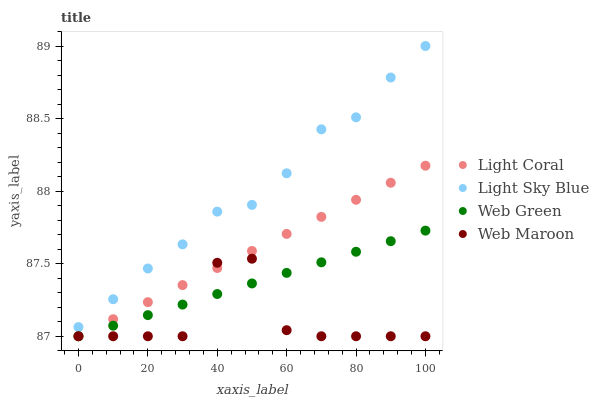 title
yaxis_label
89
88.5
88
87.5
87
0
20
40
60
80
100
xaxis_label
Light Coral
Light Sky Blue
Web Green
Web Maroon